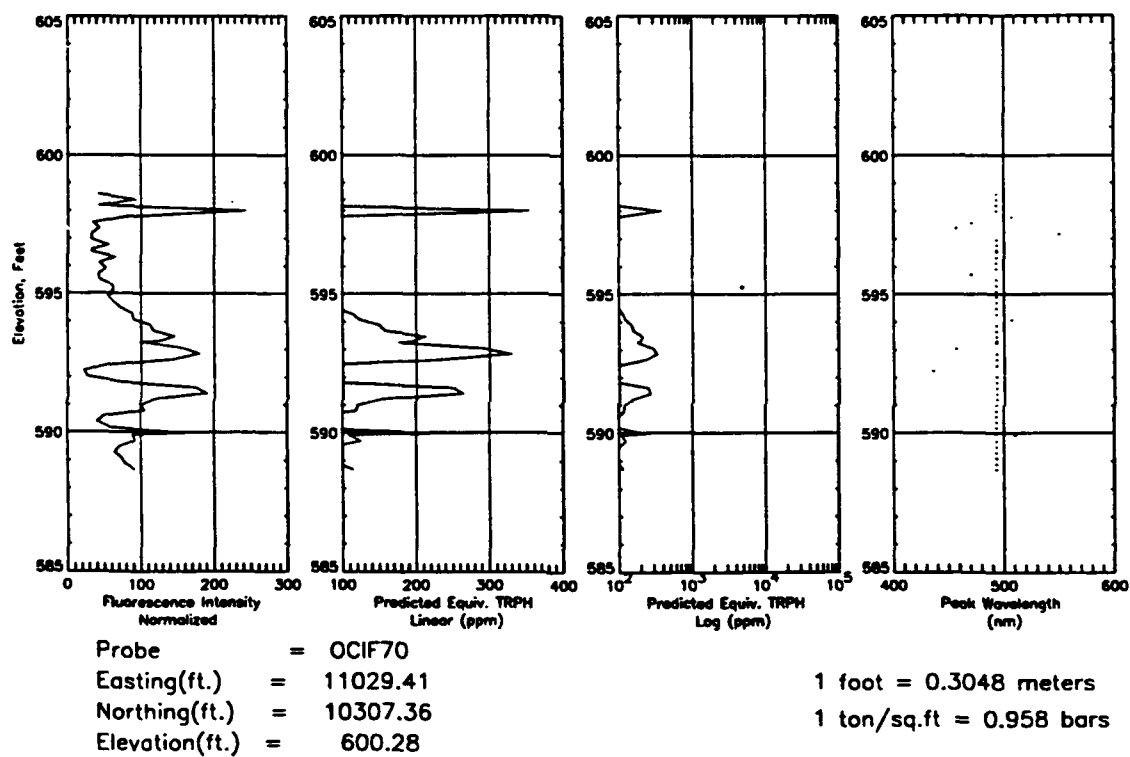 605 605 605 605
600 600 600 600
595 595 595 595
590 590 590 590
585 585 585 585
Elevation, Feet
0 100 200 300
Fluorescence Intensity
Normalized
100 200 300 400
Predicted Equiv. TRPH
Linear (ppm)
10^2 10^3 10^4 10^5
Predicted Equiv. TRPH
Log (ppm)
400 500 600
Peak Wavelength
(nm)
Probe = OCIF70
Easting(ft.) = 11029.41
Northing(ft.) = 10307.36
Elevation(ft.) = 600.28
1 foot = 0.3048 meters
1 ton/sq.ft = 0.958 bars